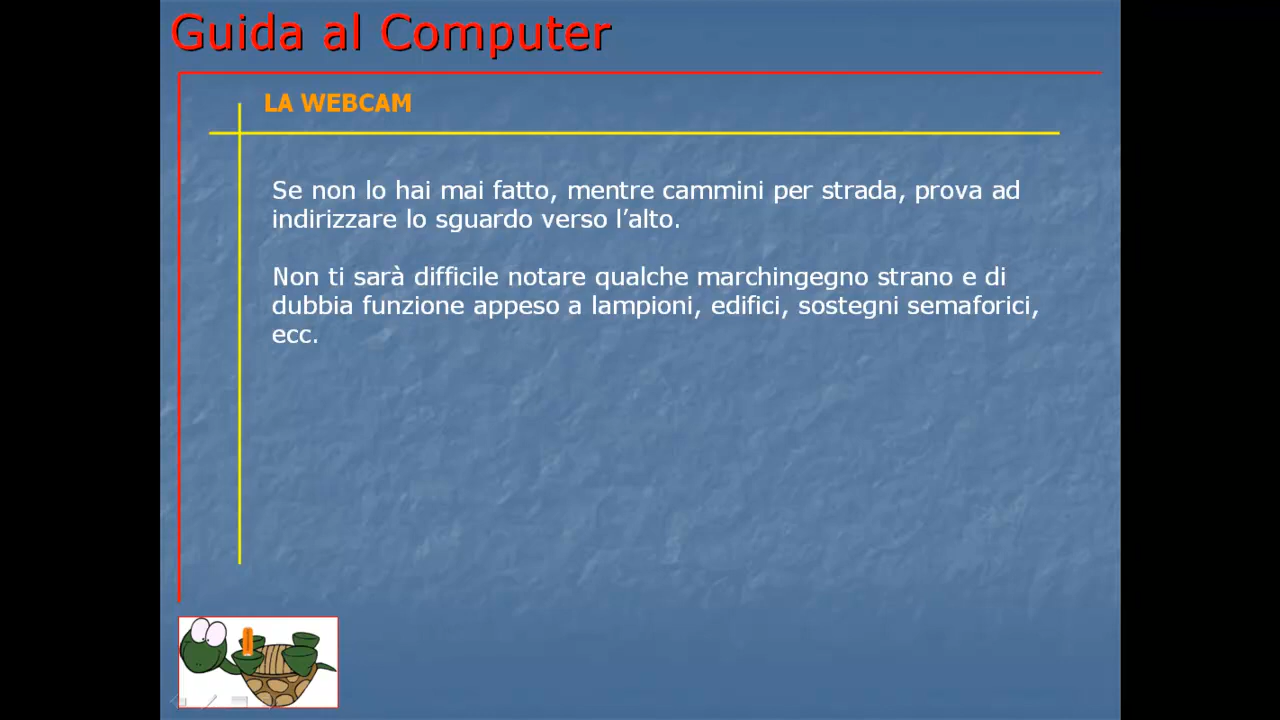 Guida al Computer
LA WEBCAM
Se non lo hai mai fatto, mentre cammini per strada, prova ad
indirizzare lo sguardo verso l’alto.
Non ti sarà difficile notare qualche marchingegno strano e di
dubbia funzione appeso a lampioni, edifici, sostegni semaforici,
ecc.